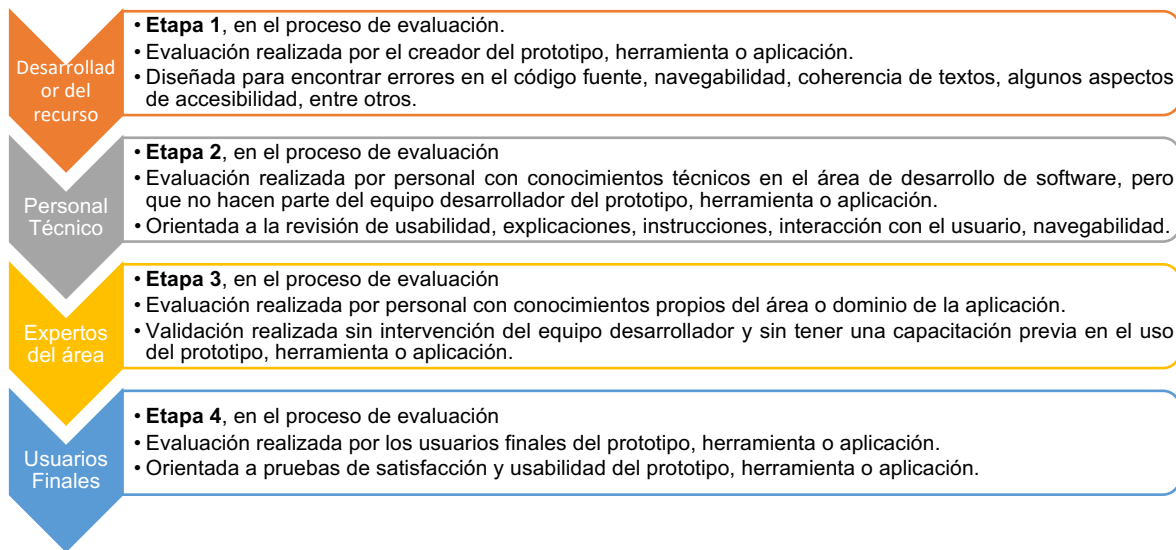 Desarrollad
or del
recurso
• Etapa 1, en el proceso de evaluación.
• Evaluación realizada por el creador del prototipo, herramienta o aplicación.
• Diseñada para encontrar errores en el código fuente, navegabilidad, coherencia de textos, algunos aspectos
de accesibilidad, entre otros.
Personal
Técnico
• Etapa 2, en el proceso de evaluación
• Evaluación realizada por personal con conocimientos técnicos en el área de desarrollo de software, pero
que no hacen parte del equipo desarrollador del prototipo, herramienta o aplicación.
• Orientada a la revisión de usabilidad, explicaciones, instrucciones, interacción con el usuario, navegabilidad.
Expertos
del área
• Etapa 3, en el proceso de evaluación
• Evaluación realizada por personal con conocimientos propios del área o dominio de la aplicación.
• Validación realizada sin intervención del equipo desarrollador y sin tener una capacitación previa en el uso
del prototipo, herramienta o aplicación.
Usuarios
Finales
• Etapa 4, en el proceso de evaluación
• Evaluación realizada por los usuarios finales del prototipo, herramienta o aplicación.
• Orientada a pruebas de satisfacción y usabilidad del prototipo, herramienta o aplicación.